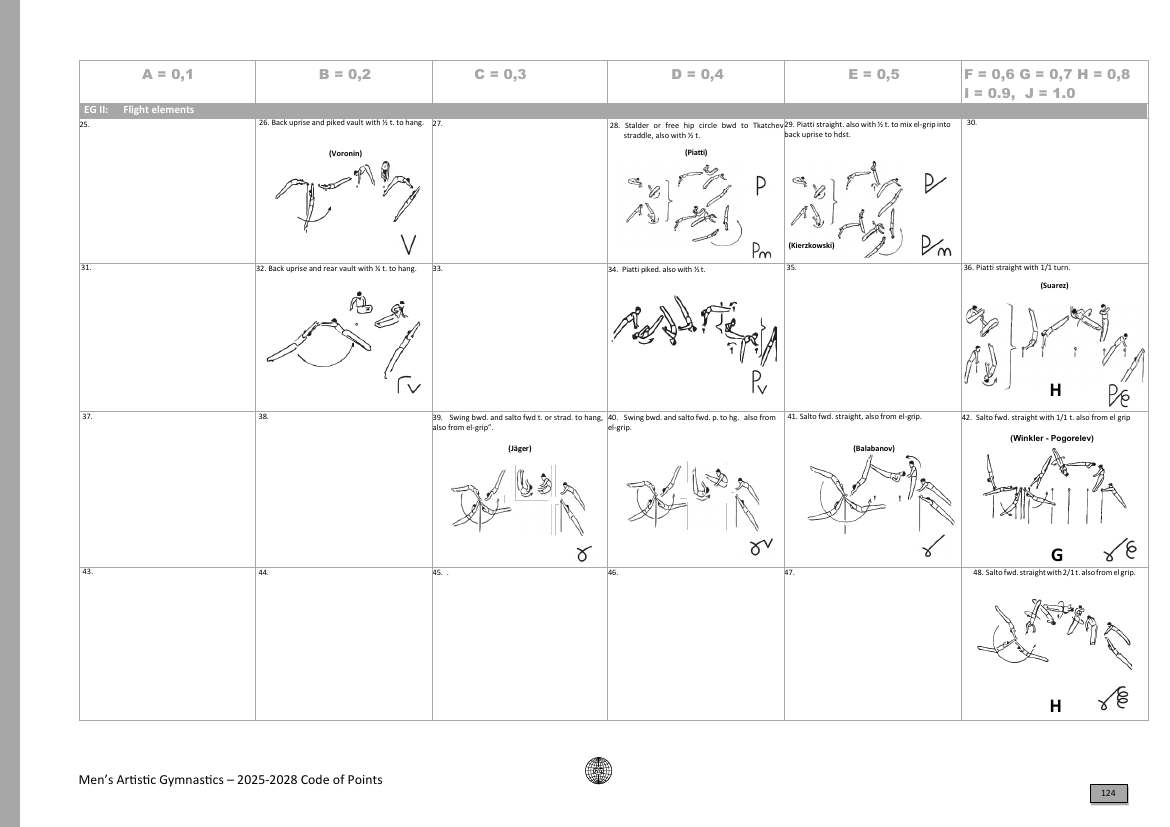 A = 0,1
B = 0,2
C = 0,3
D = 0,4
E = 0,5
F = 0,6 G = 0,7 H = 0,8
I = 0.9, J = 1.0
EG II: Flight elements
25.
26. Back uprise and piked vault with ½ t. to hang.
(Voronin)
27.
28. Stalder or free hip circle bwd to Tkatchev
straddle, also with ½ t.
(Piatti)
29. Piatti straight. also with ½ t. to mix el-grip into
back uprise to hdst.
(Kierzkowski)
30.
31.
32. Back uprise and rear vault with ¼ t. to hang.
33.
34. Piatti piked. also with ½ t.
35.
36. Piatti straight with 1/1 turn.
(Suarez)
H
37.
38.
39. Swing bwd. and salto fwd t. or strad. to hang,
also from el-grip”.
(Jäger)
40. Swing bwd. and salto fwd. p. to hg. also from
el-grip.
41. Salto fwd. straight, also from el-grip.
(Balabanov)
42. Salto fwd. straight with 1/1 t. also from el grip
(Winkler - Pogorelev)
G
43.
44.
45. .
46.
47.
48. Salto fwd. straight with 2/1 t. also from el grip.
H
Men’s Artistic Gymnastics – 2025-2028 Code of Points
124